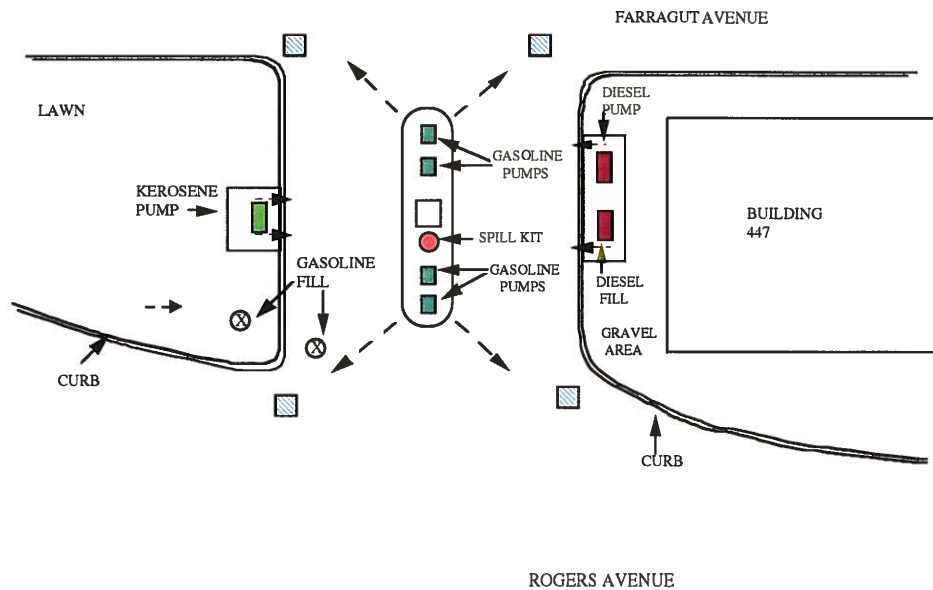 FARRAGUT AVENUE
LAWN
DIESEL
PUMP
GASOLINE
PUMPS
KEROSENE
PUMP
BUILDING
447
SPILL KIT
GASOLINE
FILL
GASOLINE
PUMPS
DIESEL
FILL
X
X
GRAVEL
AREA
CURB
CURB
ROGERS AVENUE